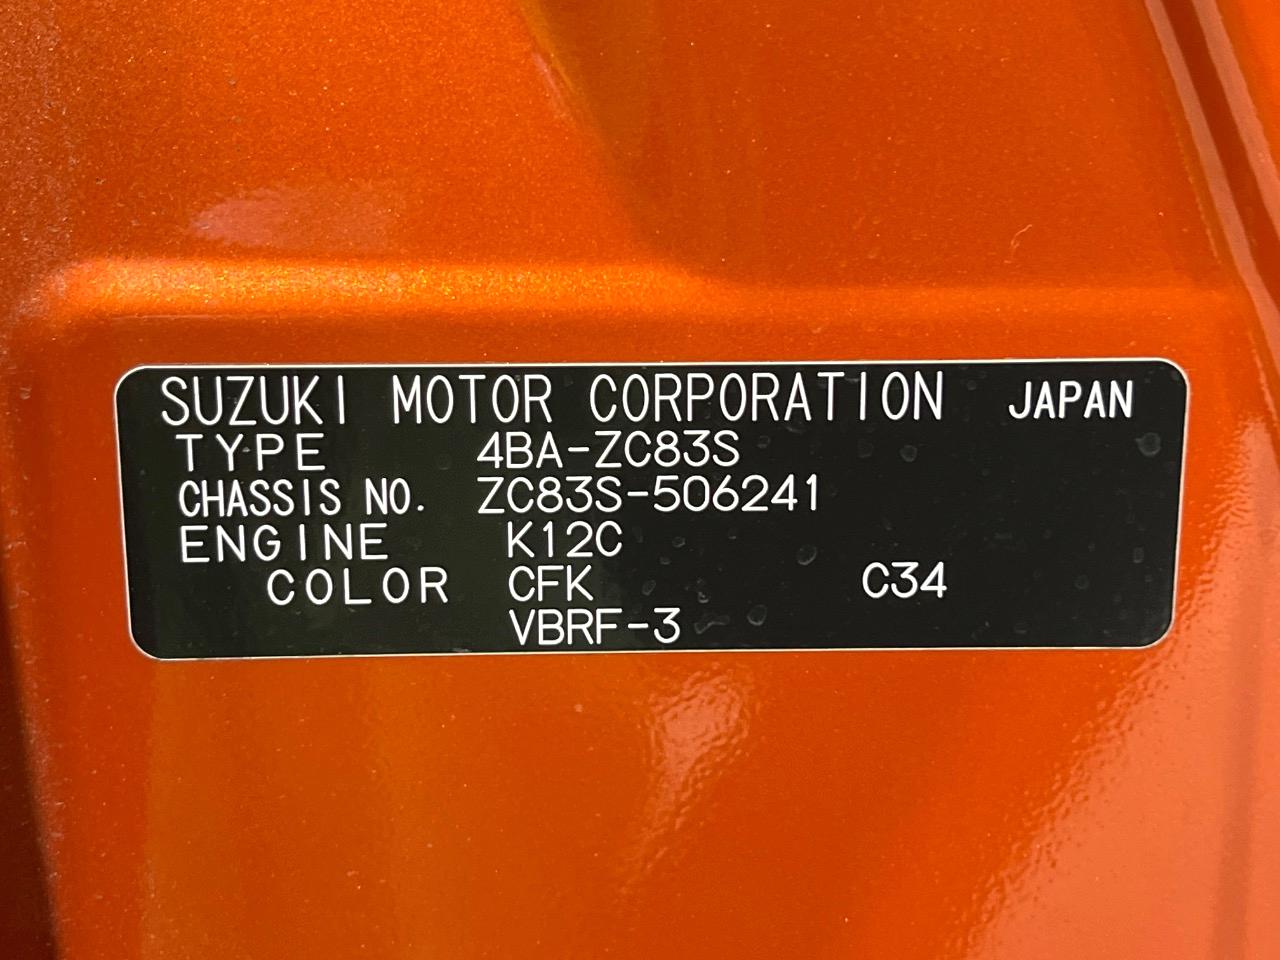 SUZUKI MOTOR CORPORATION JAPAN
TYPE 4BA-ZC83S
CHASSIS NO. ZC83S-506241
ENGINE K12C
COLOR CFK C34
VBRF-3